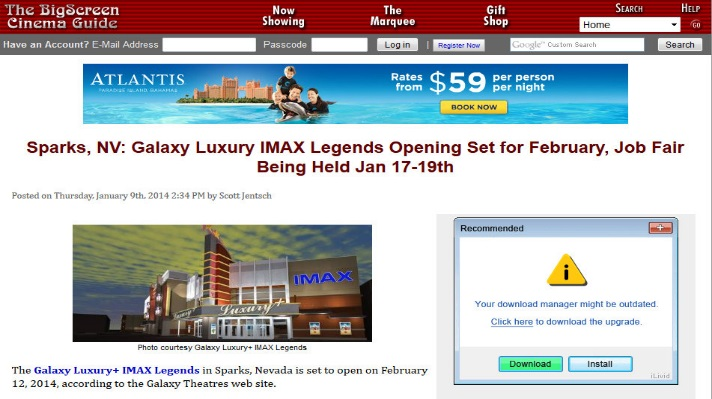 The BigScreen
Cinema Guide
Now
Showing
The
Marquee
Gift
Shop
Search
Help
Home
Go
Have an Account? E-Mail Address
Passcode
Log in
|
Register Now
Google™ Custom Search
Search
ATLANTIS
PARADISE ISLAND, BAHAMAS
Rates
from
$59
per person
per night
BOOK NOW
Sparks, NV: Galaxy Luxury IMAX Legends Opening Set for February, Job Fair
Being Held Jan 17-19th
Posted on Thursday, January 9th, 2014 2:34 PM by Scott Jentsch
IMAX
Luxury+
Photo courtesy Galaxy Luxury+ IMAX Legends
The Galaxy Luxury+ IMAX Legends in Sparks, Nevada is set to open on February
12, 2014, according to the Galaxy Theatres web site.
Recommended
Your download manager might be outdated.
Click here to download the upgrade.
Download
Install
iLivid